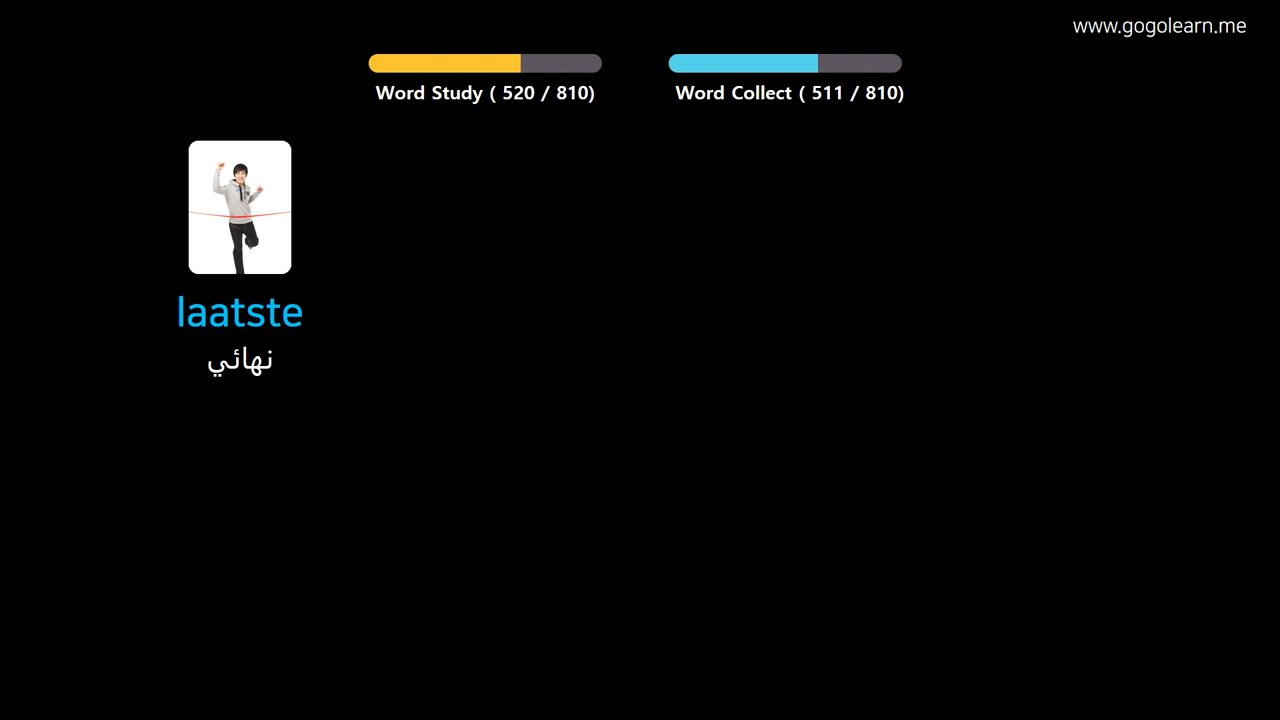 www.gogolearn.me
Word Study ( 520 / 810)
Word Collect ( 511 / 810)
laatste
نهائي